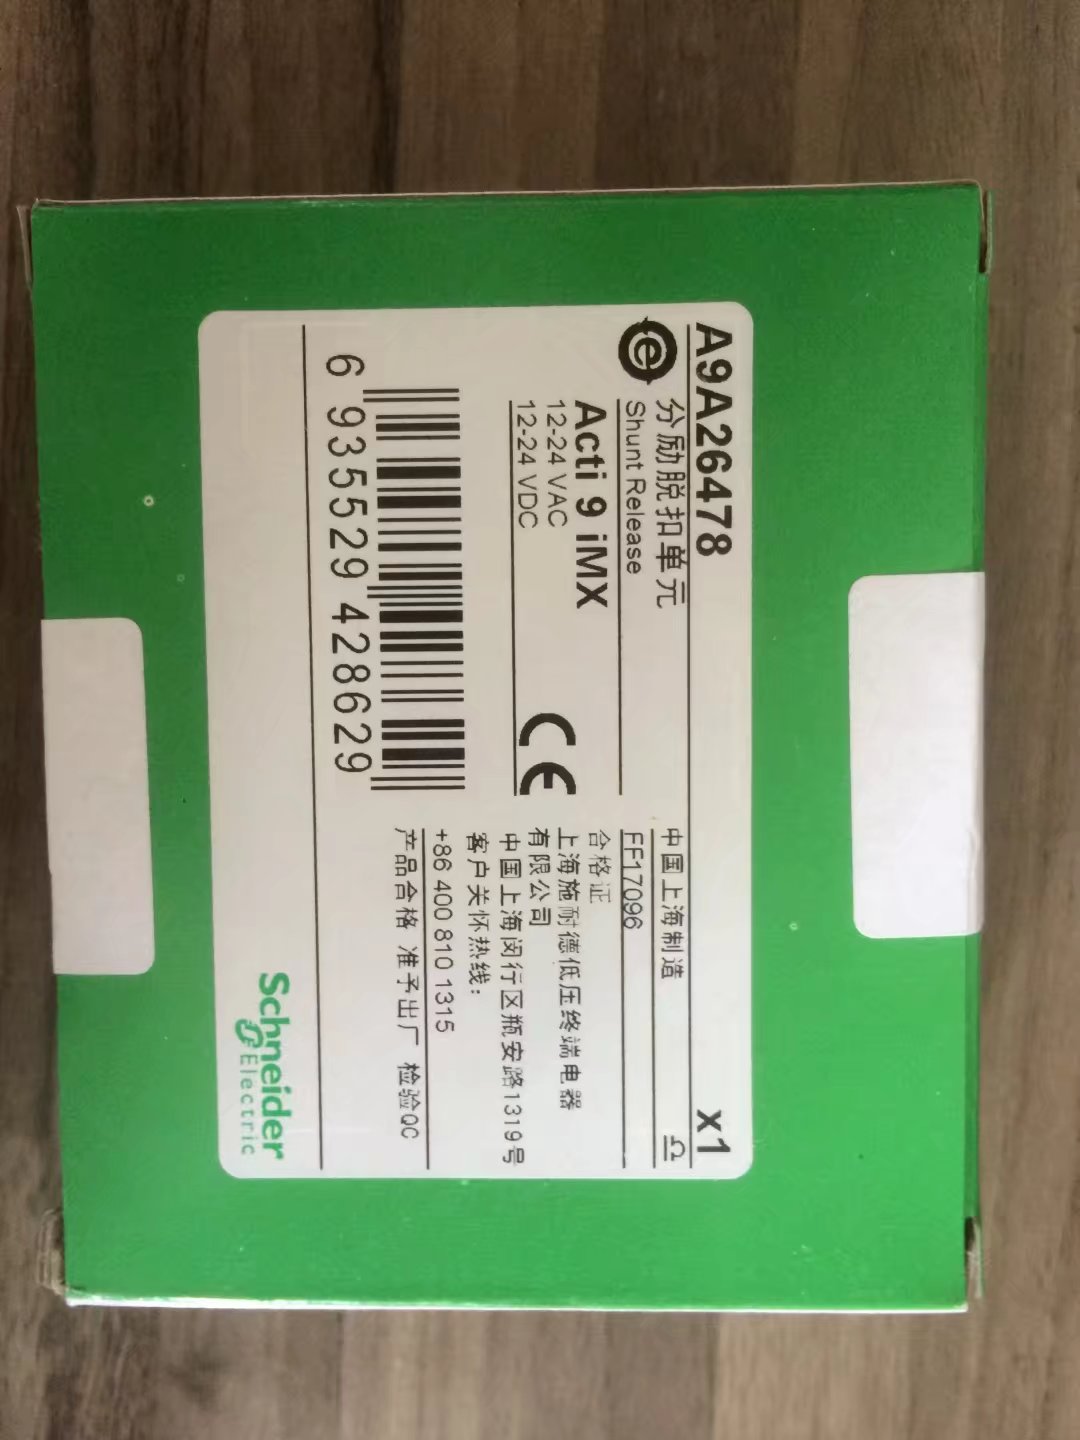 A9A26478
x1
分励脱扣单元
Shunt Release
Acti 9 iMX
12-24 VAC
12-24 VDC
CE
中国上海制造
FF17096
合格证
上海施耐德低压终端电器
有限公司
中国上海闵行区瓶安路1319号
客户关怀热线：
+86 400 810 1315
产品合格 准予出厂 检验QC
6 935529 428629
Schneider
Electric